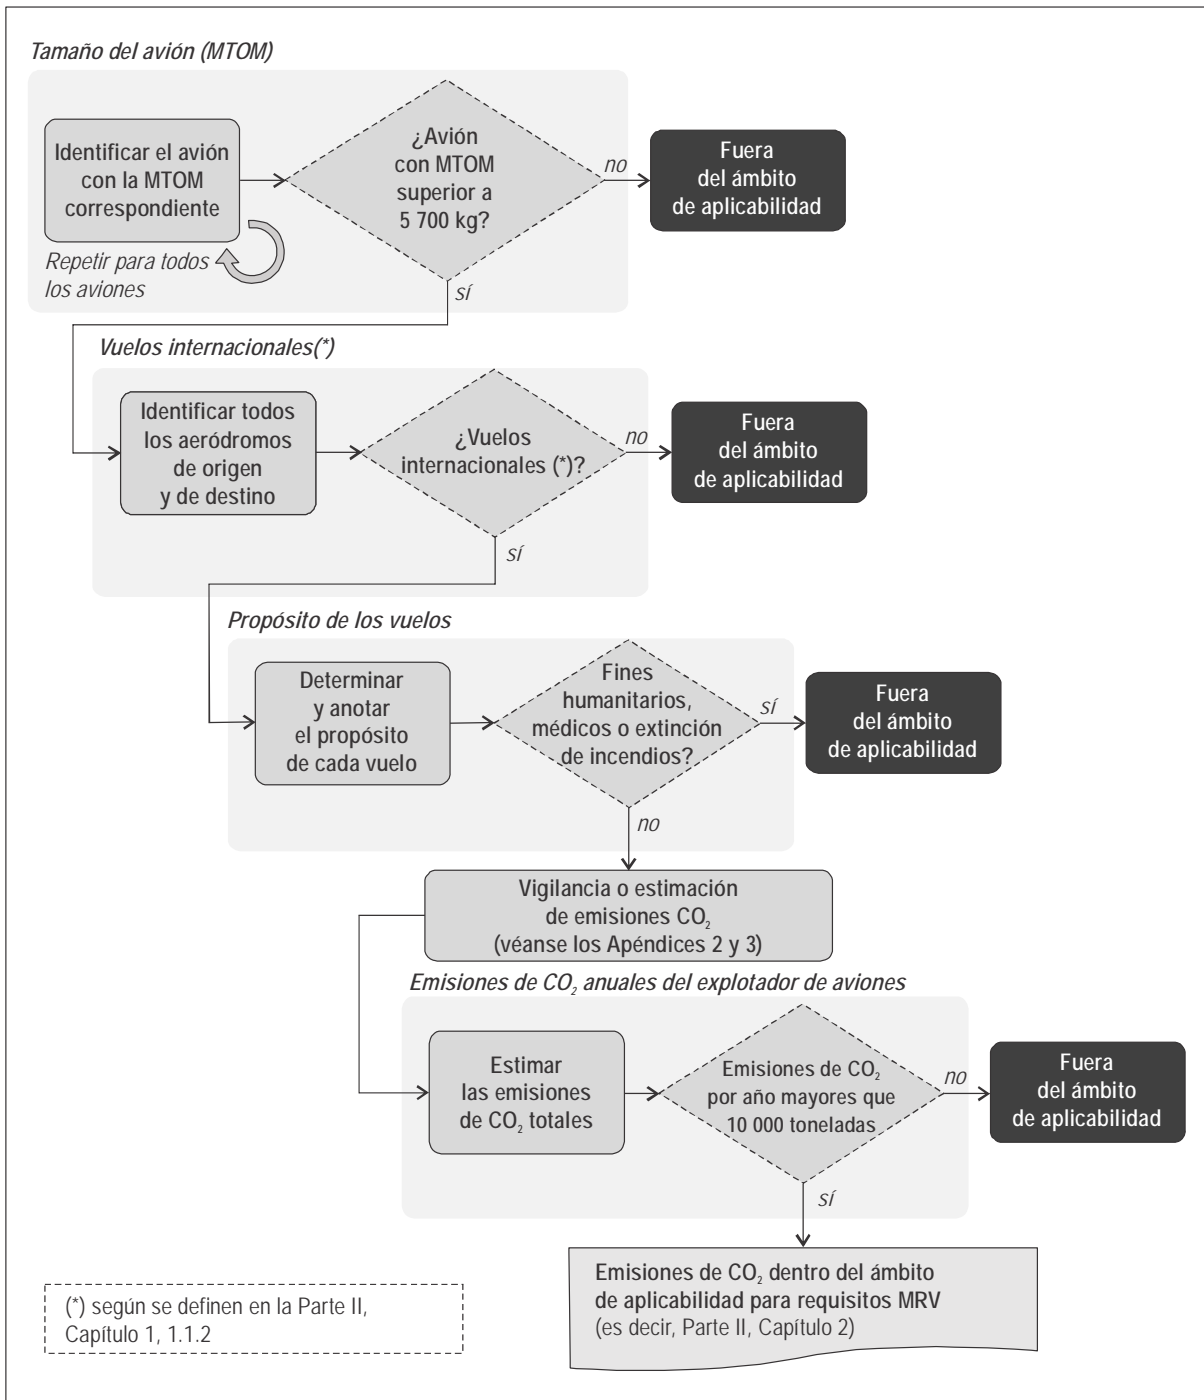 Tamaño del avión (MTOM)
Identificar el avión
con la MTOM
correspondiente
Repetir para todos
los aviones
¿Avión
con MTOM
superior a
5 700 kg?
no
Fuera
del ámbito
de aplicabilidad
sí
Vuelos internacionales(*)
Identificar todos
los aeródromos
de origen
y de destino
¿Vuelos
internacionales (*)?
no
Fuera
del ámbito
de aplicabilidad
sí
Propósito de los vuelos
Determinar
y anotar
el propósito
de cada vuelo
Fines
humanitarios,
médicos o extinción
de incendios?
sí
Fuera
del ámbito
de aplicabilidad
no
Vigilancia o estimación
de emisiones CO₂
(véanse los Apéndices 2 y 3)
Emisiones de CO₂ anuales del explotador de aviones
Estimar
las emisiones
de CO₂ totales
Emisiones de CO₂
por año mayores que
10 000 toneladas
no
Fuera
del ámbito
de aplicabilidad
sí
Emisiones de CO₂ dentro del ámbito
de aplicabilidad para requisitos MRV
(es decir, Parte II, Capítulo 2)
(*) según se definen en la Parte II,
Capítulo 1, 1.1.2